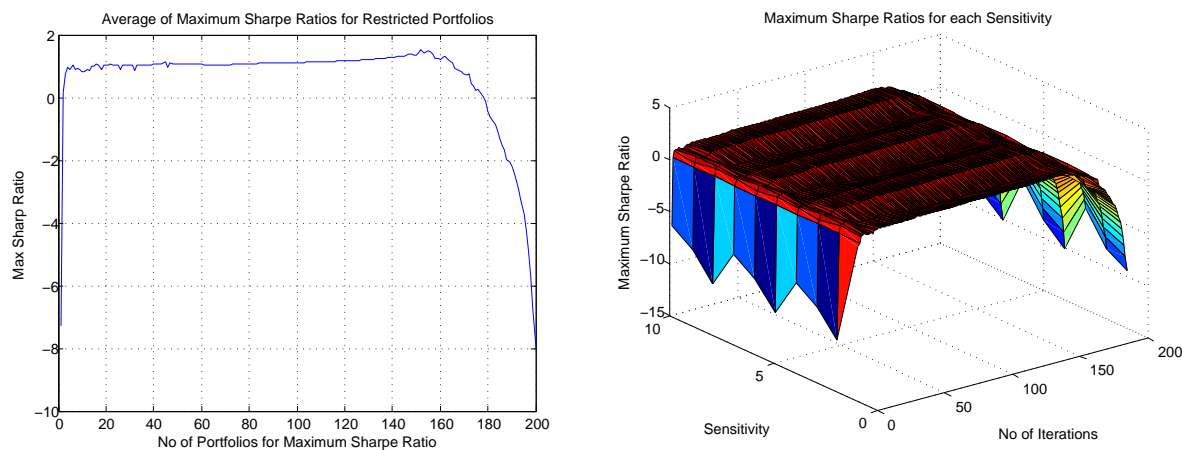 Average of Maximum Sharpe Ratios for Restricted Portfolios
2
0
−2
−4
−6
−8
−10
0 20 40 60 80 100 120 140 160 180 200
Max Sharp Ratio
No of Portfolios for Maximum Sharpe Ratio
Maximum Sharpe Ratios for each Sensitivity
5
0
−5
−10
−15
Maximum Sharpe Ratio
10
5
0
Sensitivity
0
50
100
150
200
No of Iterations